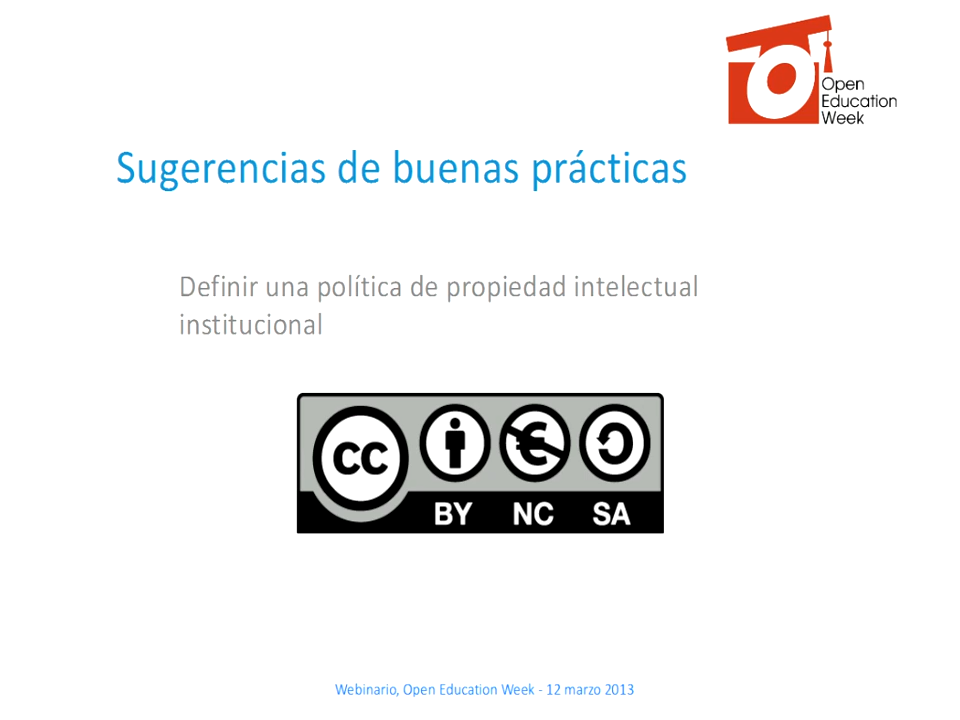 Open
Education
Week
Sugerencias de buenas prácticas
Definir una política de propiedad intelectual
institucional
cc
BY NC SA
Webinario, Open Education Week - 12 marzo 2013